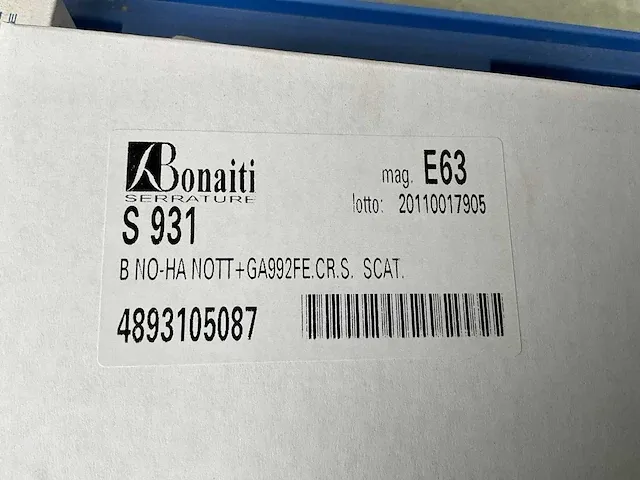 Bonaiti
SERRATURE
mag. E63
lotto: 20110017905
S 931
B NO-HA NOTT+GA992FE.CR.S. SCAT.
4893105087